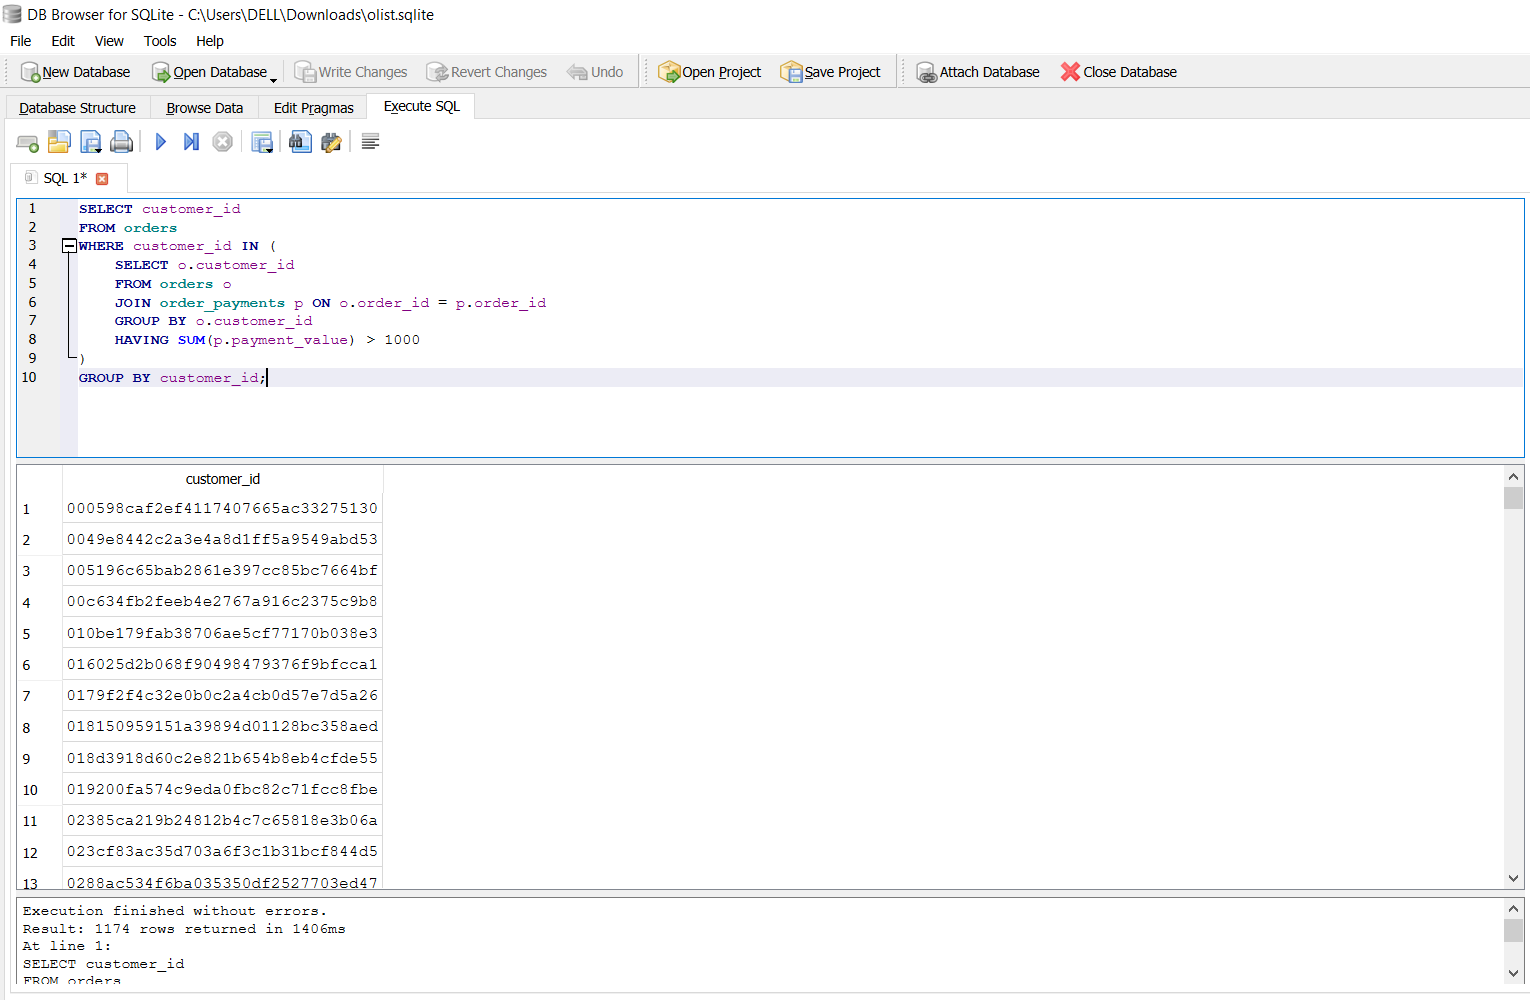 DB Browser for SQLite - C:\Users\DELL\Downloads\olist.sqlite
File Edit View Tools Help
New Database Open Database Write Changes Revert Changes Undo Open Project Save Project Attach Database Close Database
Database Structure Browse Data Edit Pragmas Execute SQL
SQL 1*
1 SELECT customer_id
2 FROM orders
3 WHERE customer_id IN (
4 SELECT o.customer_id
5 FROM orders o
6 JOIN order_payments p ON o.order_id = p.order_id
7 GROUP BY o.customer_id
8 HAVING SUM(p.payment_value) > 1000
9 )
10 GROUP BY customer_id;
customer_id
1 000598caf2ef4117407665ac33275130
2 0049e8442c2a3e4a8d1ff5a9549abd53
3 005196c65bab2861e397cc85bc7664bf
4 00c634fb2feeb4e2767a916c2375c9b8
5 010be179fab38706ae5cf77170b038e3
6 016025d2b068f90498479376f9bfcca1
7 0179f2f4c32e0b0c2a4cb0d57e7d5a26
8 018150959151a39894d01128bc358aed
9 018d3918d60c2e821b654b8eb4cfde55
10 019200fa574c9eda0fbc82c71fcc8fbe
11 02385ca219b24812b4c7c65818e3b06a
12 023cf83ac35d703a6f3c1b31bcf844d5
13 0288ac534f6ba035350df2527703ed47
Execution finished without errors.
Result: 1174 rows returned in 1406ms
At line 1:
SELECT customer_id
FROM orders